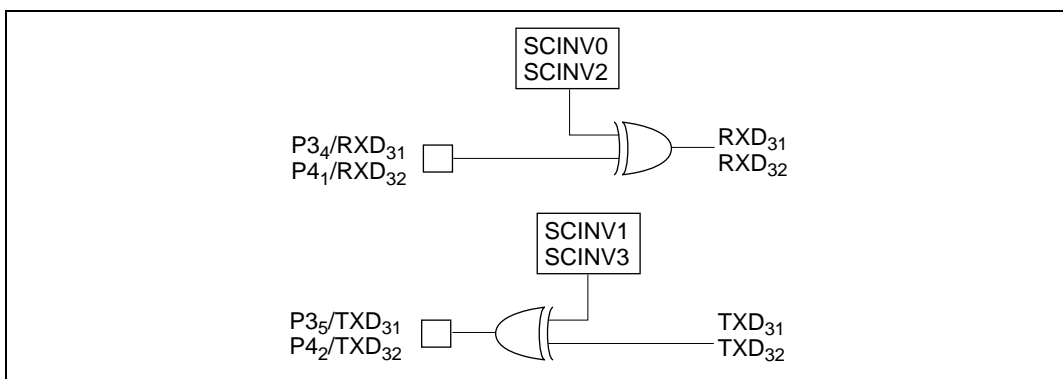 SCINV0
SCINV2
P3₄/RXD₃₁
P4₁/RXD₃₂
RXD₃₁
RXD₃₂
SCINV1
SCINV3
P3₅/TXD₃₁
P4₂/TXD₃₂
TXD₃₁
TXD₃₂